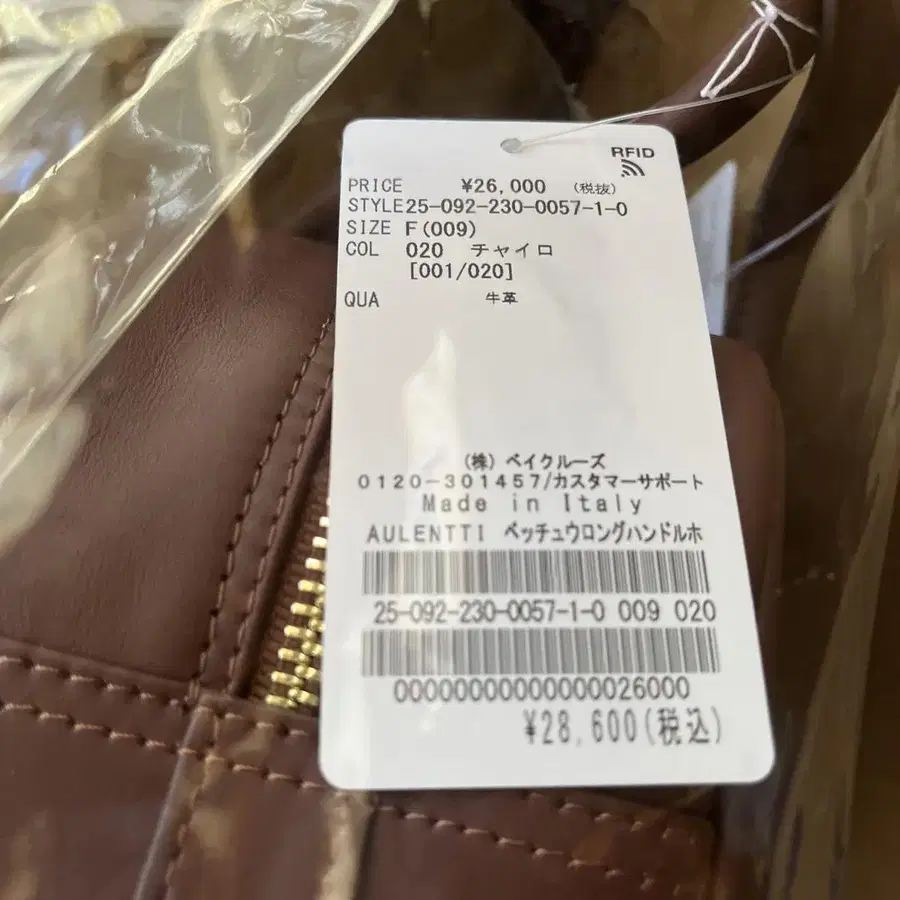 RFID
PRICE ¥26,000 (税抜)
STYLE25-092-230-0057-1-0
SIZE F(009)
COL 020 チャイロ
[001/020]
QUA 牛革
(株) ベイクルーズ
0120-301457/カスタマーサポート
Made in Italy
AULENTTI ベッチュウロングハンドルホ
25-092-230-0057-1-0 009 020
00000000000000026000
¥28,600(税込)